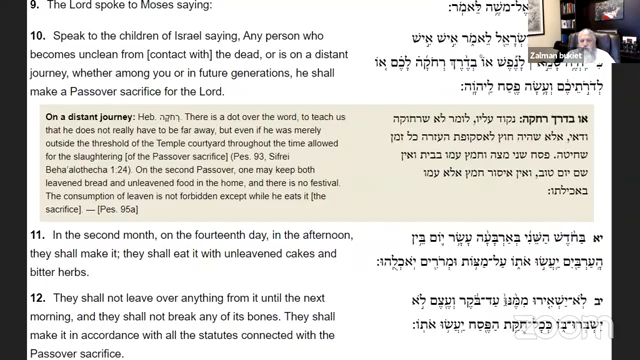 9. The Lord spoke to Moses saying:
אֶל־משֶׁה לֵּאמֹר:
10. Speak to the children of Israel saying, Any person who
becomes unclean from [contact with] the dead, or is on a distant
journey, whether among you or in future generations, he shall
make a Passover sacrifice for the Lord.
יִשְׂרָאֵל לֵאמֹר אִישׁ אִישׁ
לָנֶפֶשׁ אוֹ בְדֶרֶךְ רְחֹקָה לָכֶם אוֹ
לְדֹרֹתֵיכֶם וְעָשָׂה פֶסַח לַיהֹוָה:
Zalman bukiet
On a distant journey: Heb. רְחֹקָה. There is a dot over the word, to teach us
that he does not really have to be far away, but even if he was merely
outside the threshold of the Temple courtyard throughout the time allowed
for the slaughtering [of the Passover sacrifice] (Pes. 93, Sifrei
Beha'alothecha 1:24). On the second Passover, one may keep both
leavened bread and unleavened food in the home, and there is no festival.
The consumption of leaven is not forbidden except while he eats it [the
sacrifice]. — [Pes. 95a]
או בדרך רחקה: נקוד עליו, לומר לא שרחוקה
ודאי, אלא שהיה חוץ לאסקופת העזרה כל זמן
שחיטה. פסח שני מצה וחמץ עמו בבית ואין
שם יום טוב, ואין איסור חמץ אלא עמו
באכילתו:
11. In the second month, on the fourteenth day, in the afternoon,
they shall make it; they shall eat it with unleavened cakes and
bitter herbs.
יא בַּחֹדֶשׁ הַשֵּׁנִי בְּאַרְבָּעָה עָשָׂר יוֹם בֵּין
הָעַרְבַּיִם יַעֲשׂוּ אֹתוֹ עַל־מַצּוֹת וּמְרֹרִים יֹאכְלֻהוּ:
12. They shall not leave over anything from it until the next
morning, and they shall not break any of its bones. They shall
make it in accordance with all the statutes connected with the
Passover sacrifice.
יב לֹא־יַשְׁאִירוּ מִמֶּנּוּ עַד־בֹּקֶר וְעֶצֶם לֹא
יִשְׁבְּרוּ־בוֹ כְּכָל־חֻקַּת הַפֶּסַח יַעֲשׂוּ אֹתוֹ:
zoom